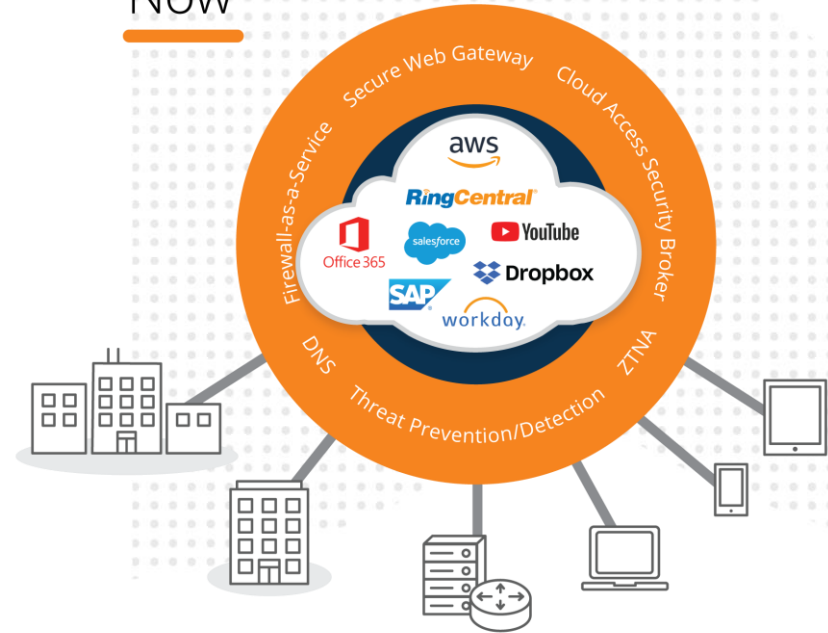 Now
Secure Web Gateway
Cloud Access Security Broker
Firewall-as-a-Service
aws
RingCentral®
Office 365
salesforce
YouTube
Dropbox
SAP®
workday.
DNS
ZTNA
Threat Prevention/Detection